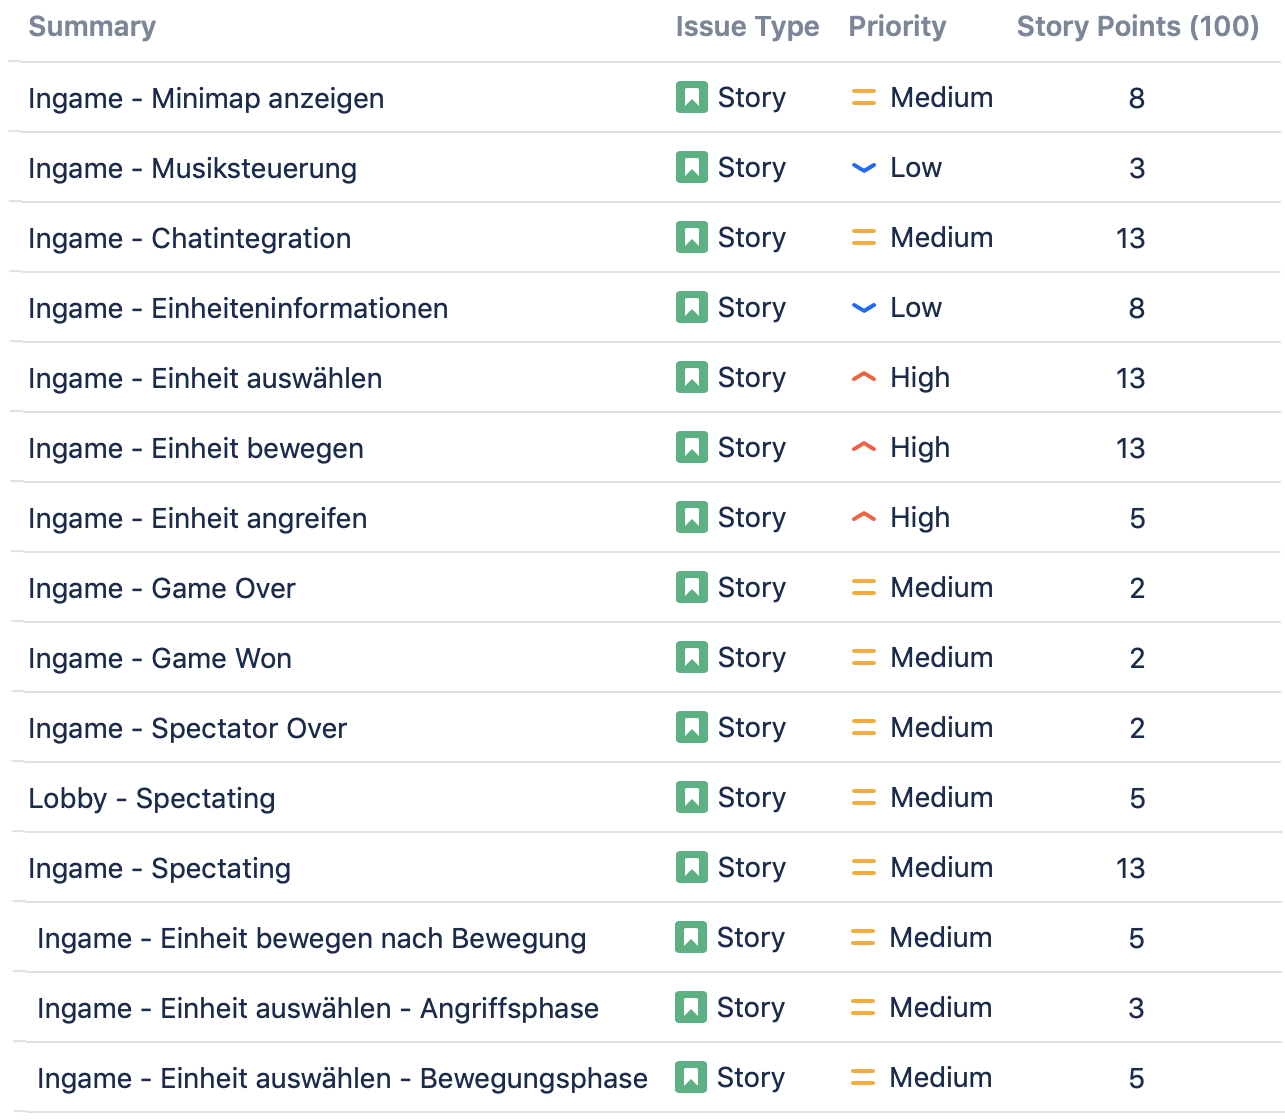 Summary Issue Type Priority Story Points (100)
Ingame - Minimap anzeigen Story Medium 8
Ingame - Musiksteuerung Story Low 3
Ingame - Chatintegration Story Medium 13
Ingame - Einheiteninformationen Story Low 8
Ingame - Einheit auswählen Story High 13
Ingame - Einheit bewegen Story High 13
Ingame - Einheit angreifen Story High 5
Ingame - Game Over Story Medium 2
Ingame - Game Won Story Medium 2
Ingame - Spectator Over Story Medium 2
Lobby - Spectating Story Medium 5
Ingame - Spectating Story Medium 13
Ingame - Einheit bewegen nach Bewegung Story Medium 5
Ingame - Einheit auswählen - Angriffsphase Story Medium 3
Ingame - Einheit auswählen - Bewegungsphase Story Medium 5